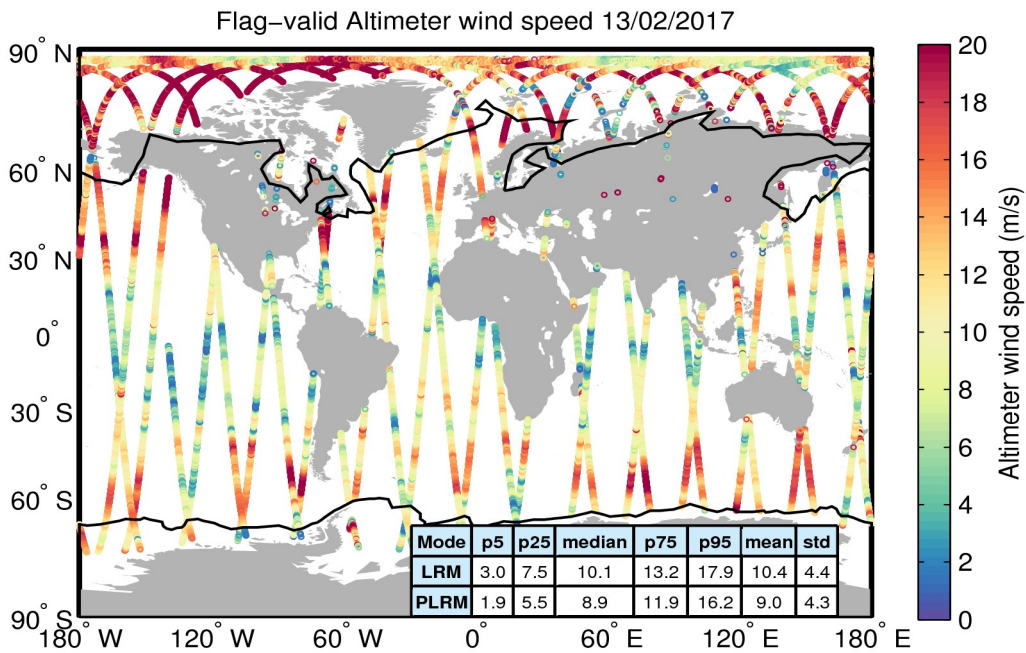 Flag−valid Altimeter wind speed 13/02/2017
90° N
60° N
30° N
0°
30° S
60° S
90° S
180° W
120° W
60° W
0°
60° E
120° E
180° E
Mode p5 p25 median p75 p95 mean std
LRM 3.0 7.5 10.1 13.2 17.9 10.4 4.4
PLRM 1.9 5.5 8.9 11.9 16.2 9.0 4.3
20
18
16
14
12
10
8
6
4
2
0
Altimeter wind speed (m/s)